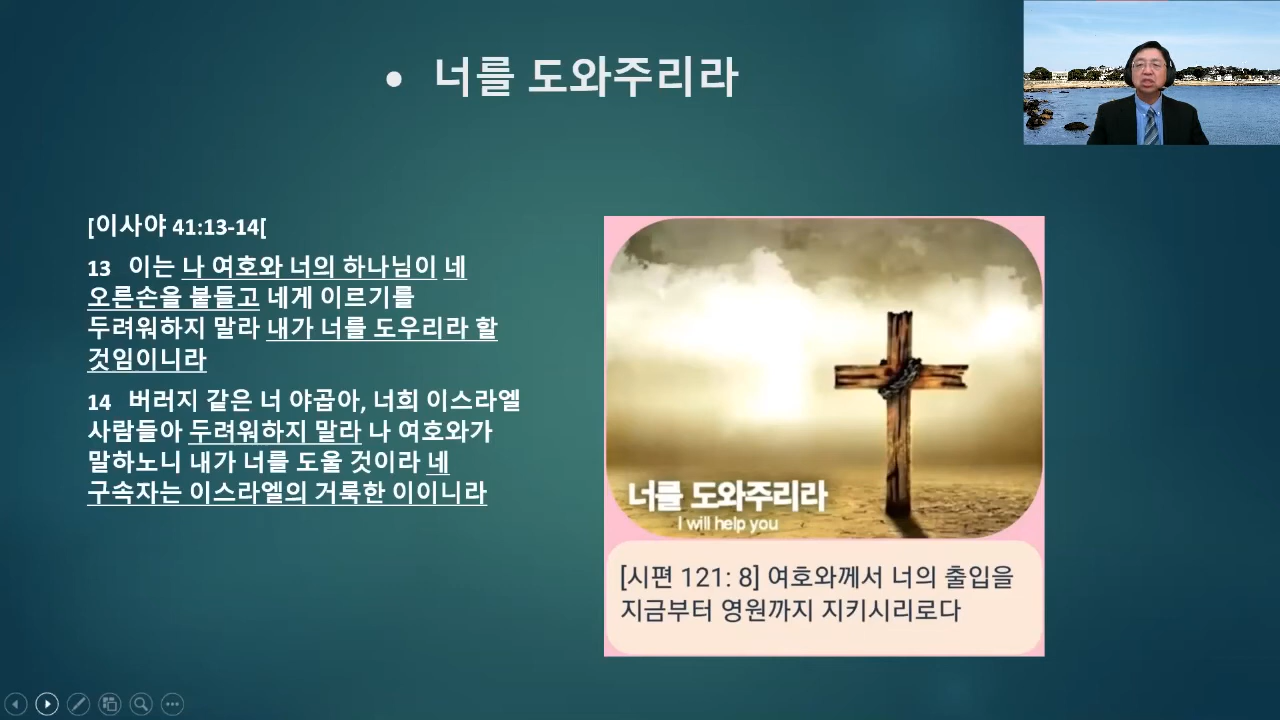 • 너를 도와주리라
[이사야 41:13-14[
13 이는 나 여호와 너의 하나님이 네
오른손을 붙들고 네게 이르기를
두려워하지 말라 내가 너를 도우리라 할
것임이니라
14 버러지 같은 너 야곱아, 너희 이스라엘
사람들아 두려워하지 말라 나 여호와가
말하노니 내가 너를 도울 것이라 네
구속자는 이스라엘의 거룩한 이이니라
너를 도와주리라
I will help you
[시편 121: 8] 여호와께서 너의 출입을
지금부터 영원까지 지키시리로다